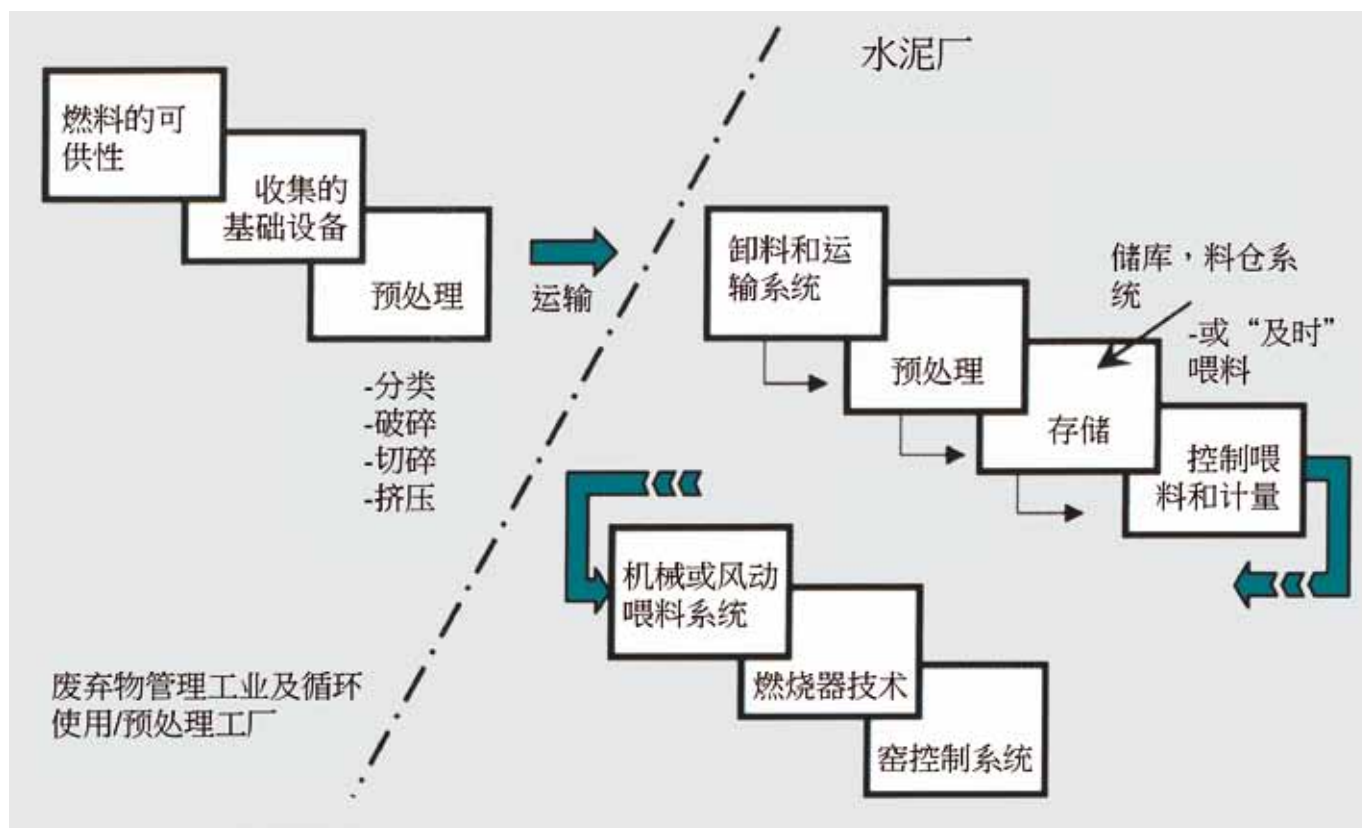 水泥厂
燃料的可
供性
收集的
基础设备
预处理
-分类
-破碎
-切碎
-挤压
运输
卸料和运
输系统
预处理
存储
储库，料仓系
统
-或“及时”
喂料
控制喂
料和计量
机械或风动
喂料系统
燃烧器技术
窑控制系统
废弃物管理工业及循环
使用/预处理工厂